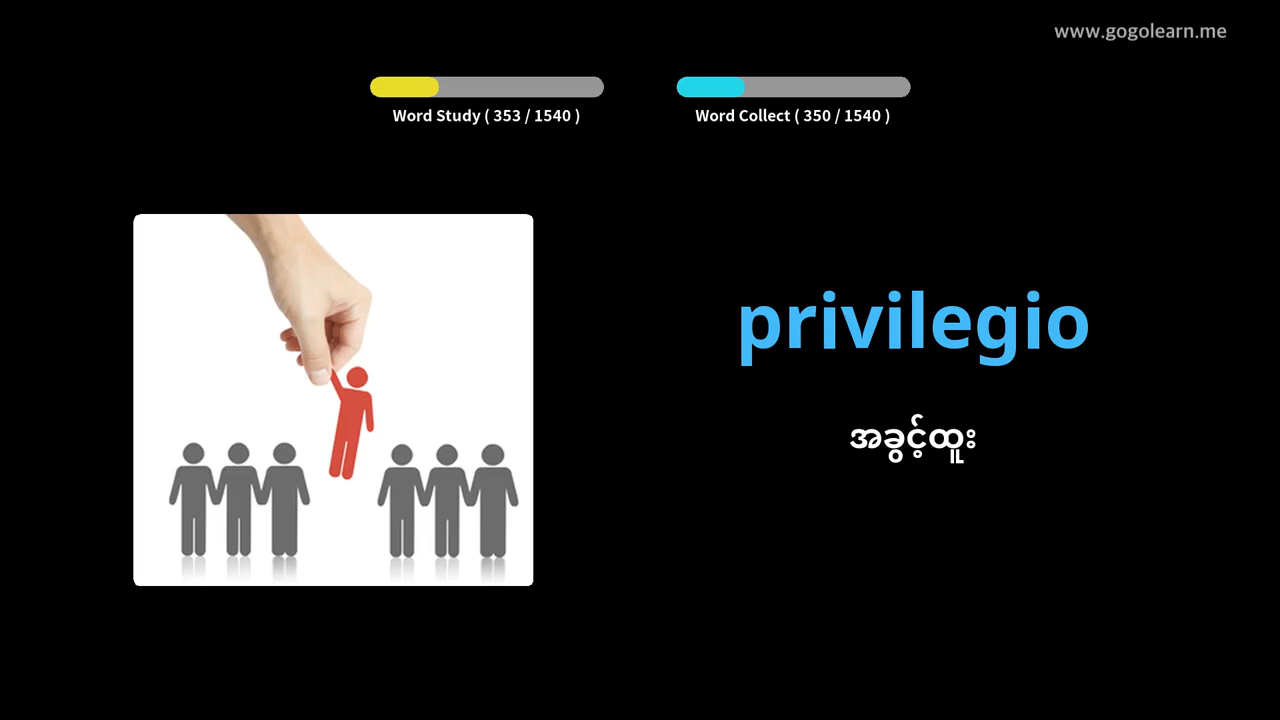 www.gogolearn.me
Word Study ( 353 / 1540 )
Word Collect ( 350 / 1540 )
privilegio
အခွင့်ထူး